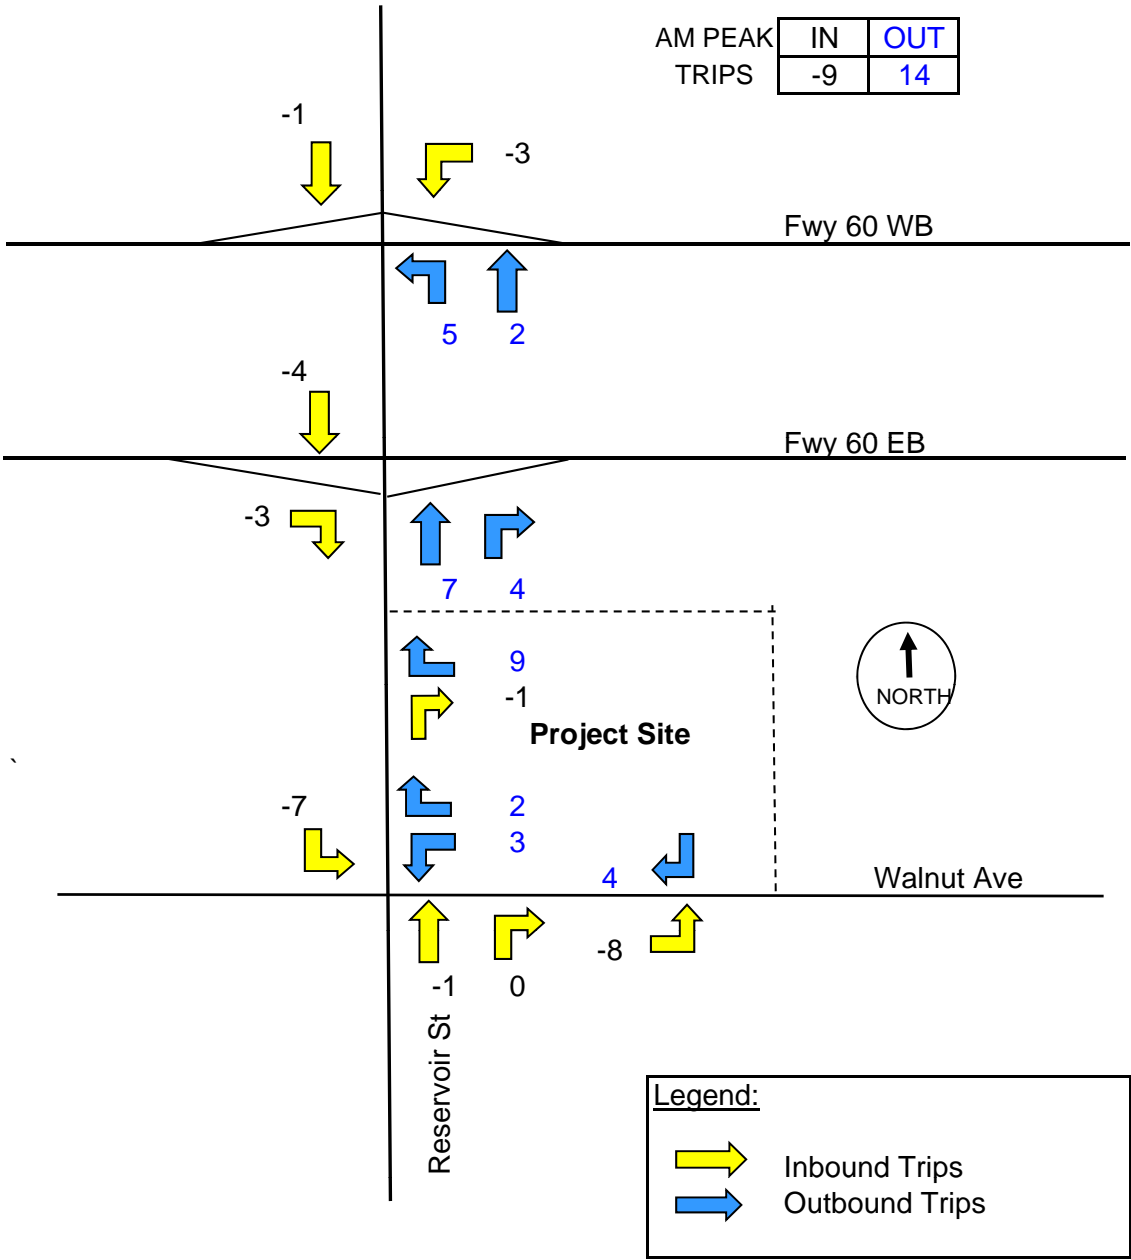 AM PEAK IN OUT
TRIPS -9 14
-1
-3
Fwy 60 WB
5 2
-4
Fwy 60 EB
-3
7 4
9
-1
NORTH
Project Site
`
-7
2
3
4
Walnut Ave
-8
-1 0
Reservoir St
Legend:
Inbound Trips
Outbound Trips